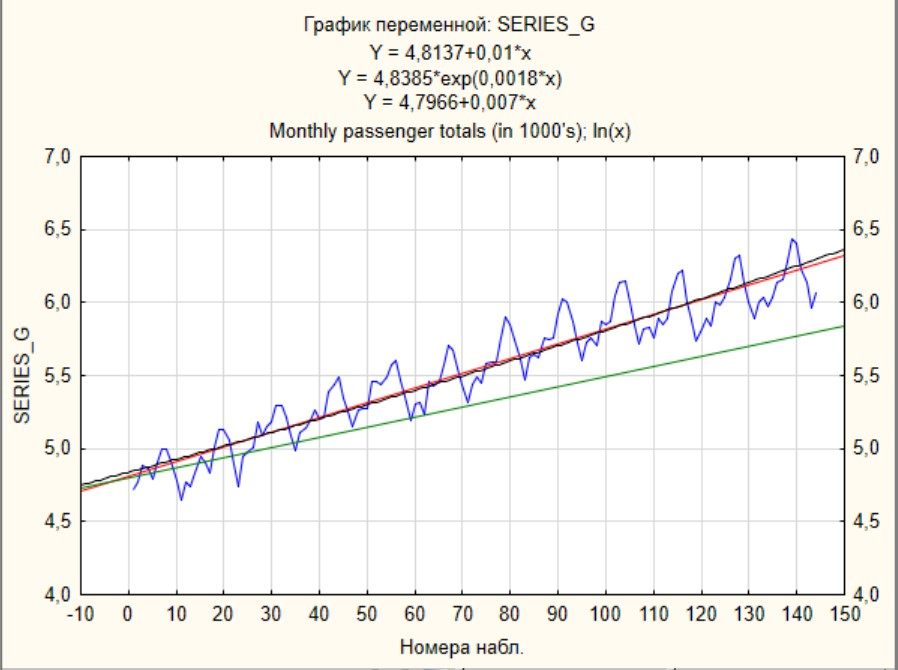 График переменной: SERIES_G
Y = 4,8137+0,01*x
Y = 4,8385*exp(0,0018*x)
Y = 4,7966+0,007*x
Monthly passenger totals (in 1000's); ln(x)
7,0 7,0
6,5 6,5
6,0 6,0
5,5 5,5
5,0 5,0
4,5 4,5
4,0 4,0
SERIES_G
-10 0 10 20 30 40 50 60 70 80 90 100 110 120 130 140 150
Номера набл.